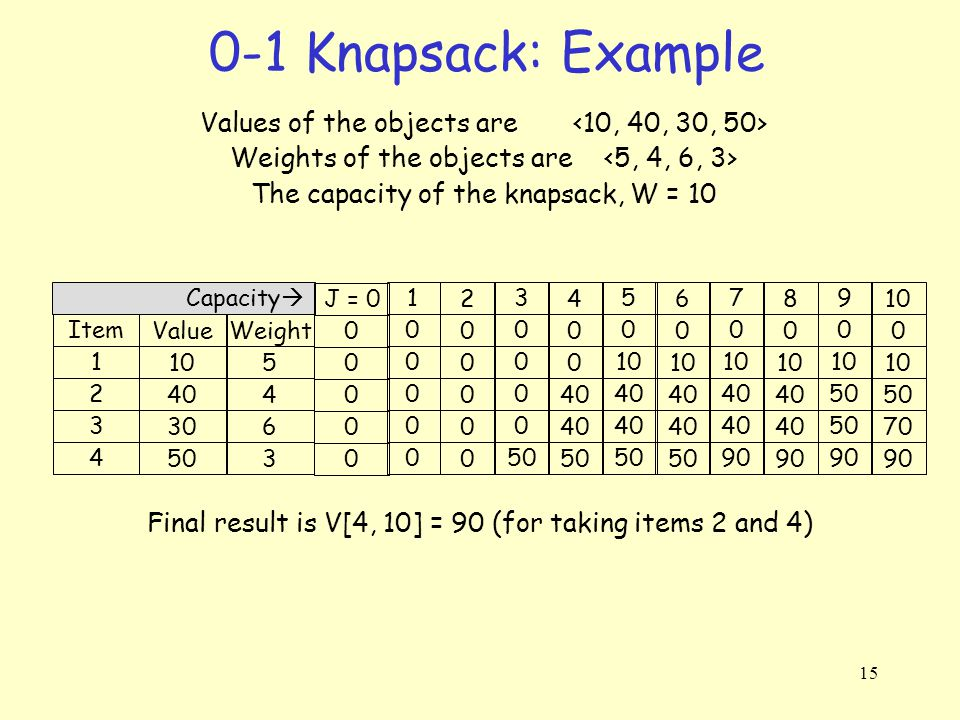 0-1 Knapsack: Example
Values of the objects are <10, 40, 30, 50>
Weights of the objects are <5, 4, 6, 3>
The capacity of the knapsack, W = 10
Capacity→ J = 0 1 2 3 4 5 6 7 8 9 10
Item Value Weight 0 0 0 0 0 0 0 0 0 0 0
1 10 5 0 0 0 0 0 10 10 10 10 10 10
2 40 4 0 0 0 0 40 40 40 40 40 50 50
3 30 6 0 0 0 0 40 40 40 40 40 50 70
4 50 3 0 0 0 50 50 50 50 90 90 90 90
Final result is V[4, 10] = 90 (for taking items 2 and 4)
15